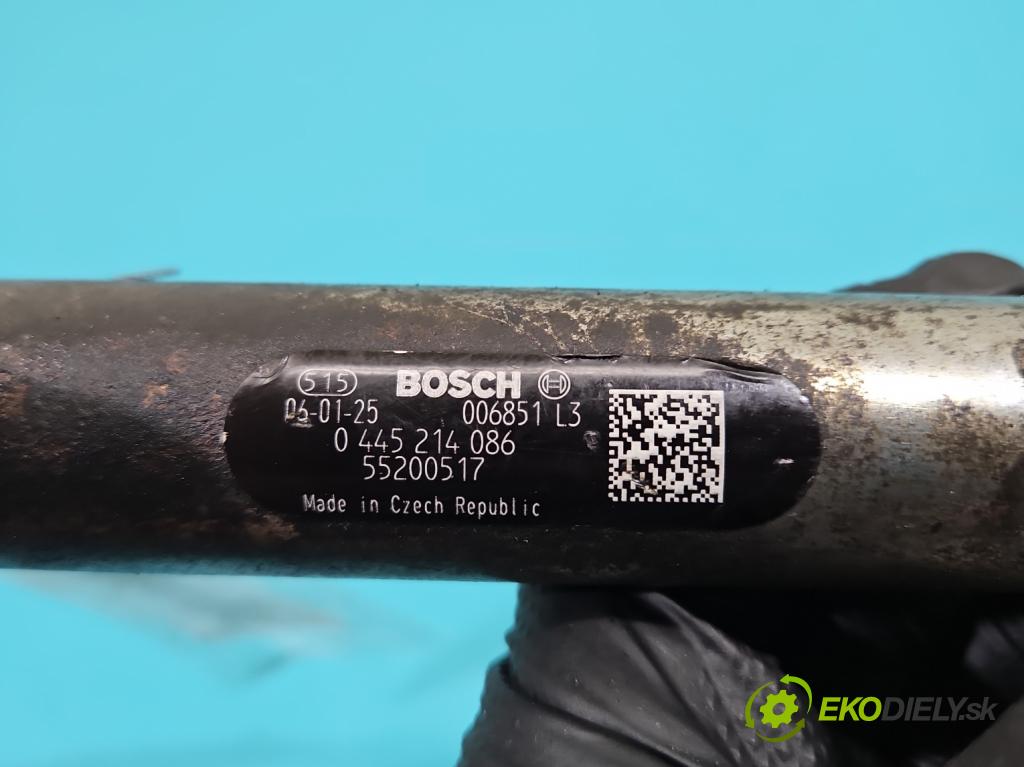 515 BOSCH
06-01-25 006851 L3
0 445 214 086
55200517
Made in Czech Republic
EKODIELY.sk